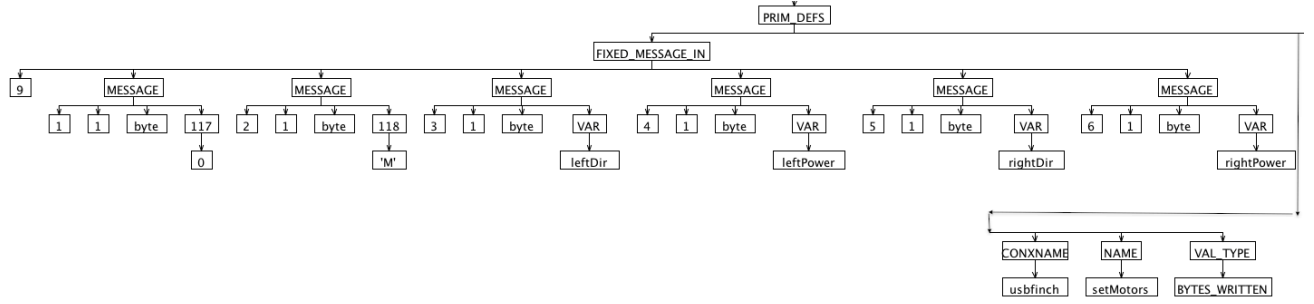 PRIM_DEFS
FIXED_MESSAGE_IN
9 MESSAGE MESSAGE MESSAGE MESSAGE MESSAGE MESSAGE
1 1 byte 117 2 1 byte 118 3 1 byte VAR 4 1 byte VAR 5 1 byte VAR 6 1 byte VAR
0 'M' leftDir leftPower rightDir rightPower
CONXNAME NAME VAL_TYPE
usbfinch setMotors BYTES_WRITTEN